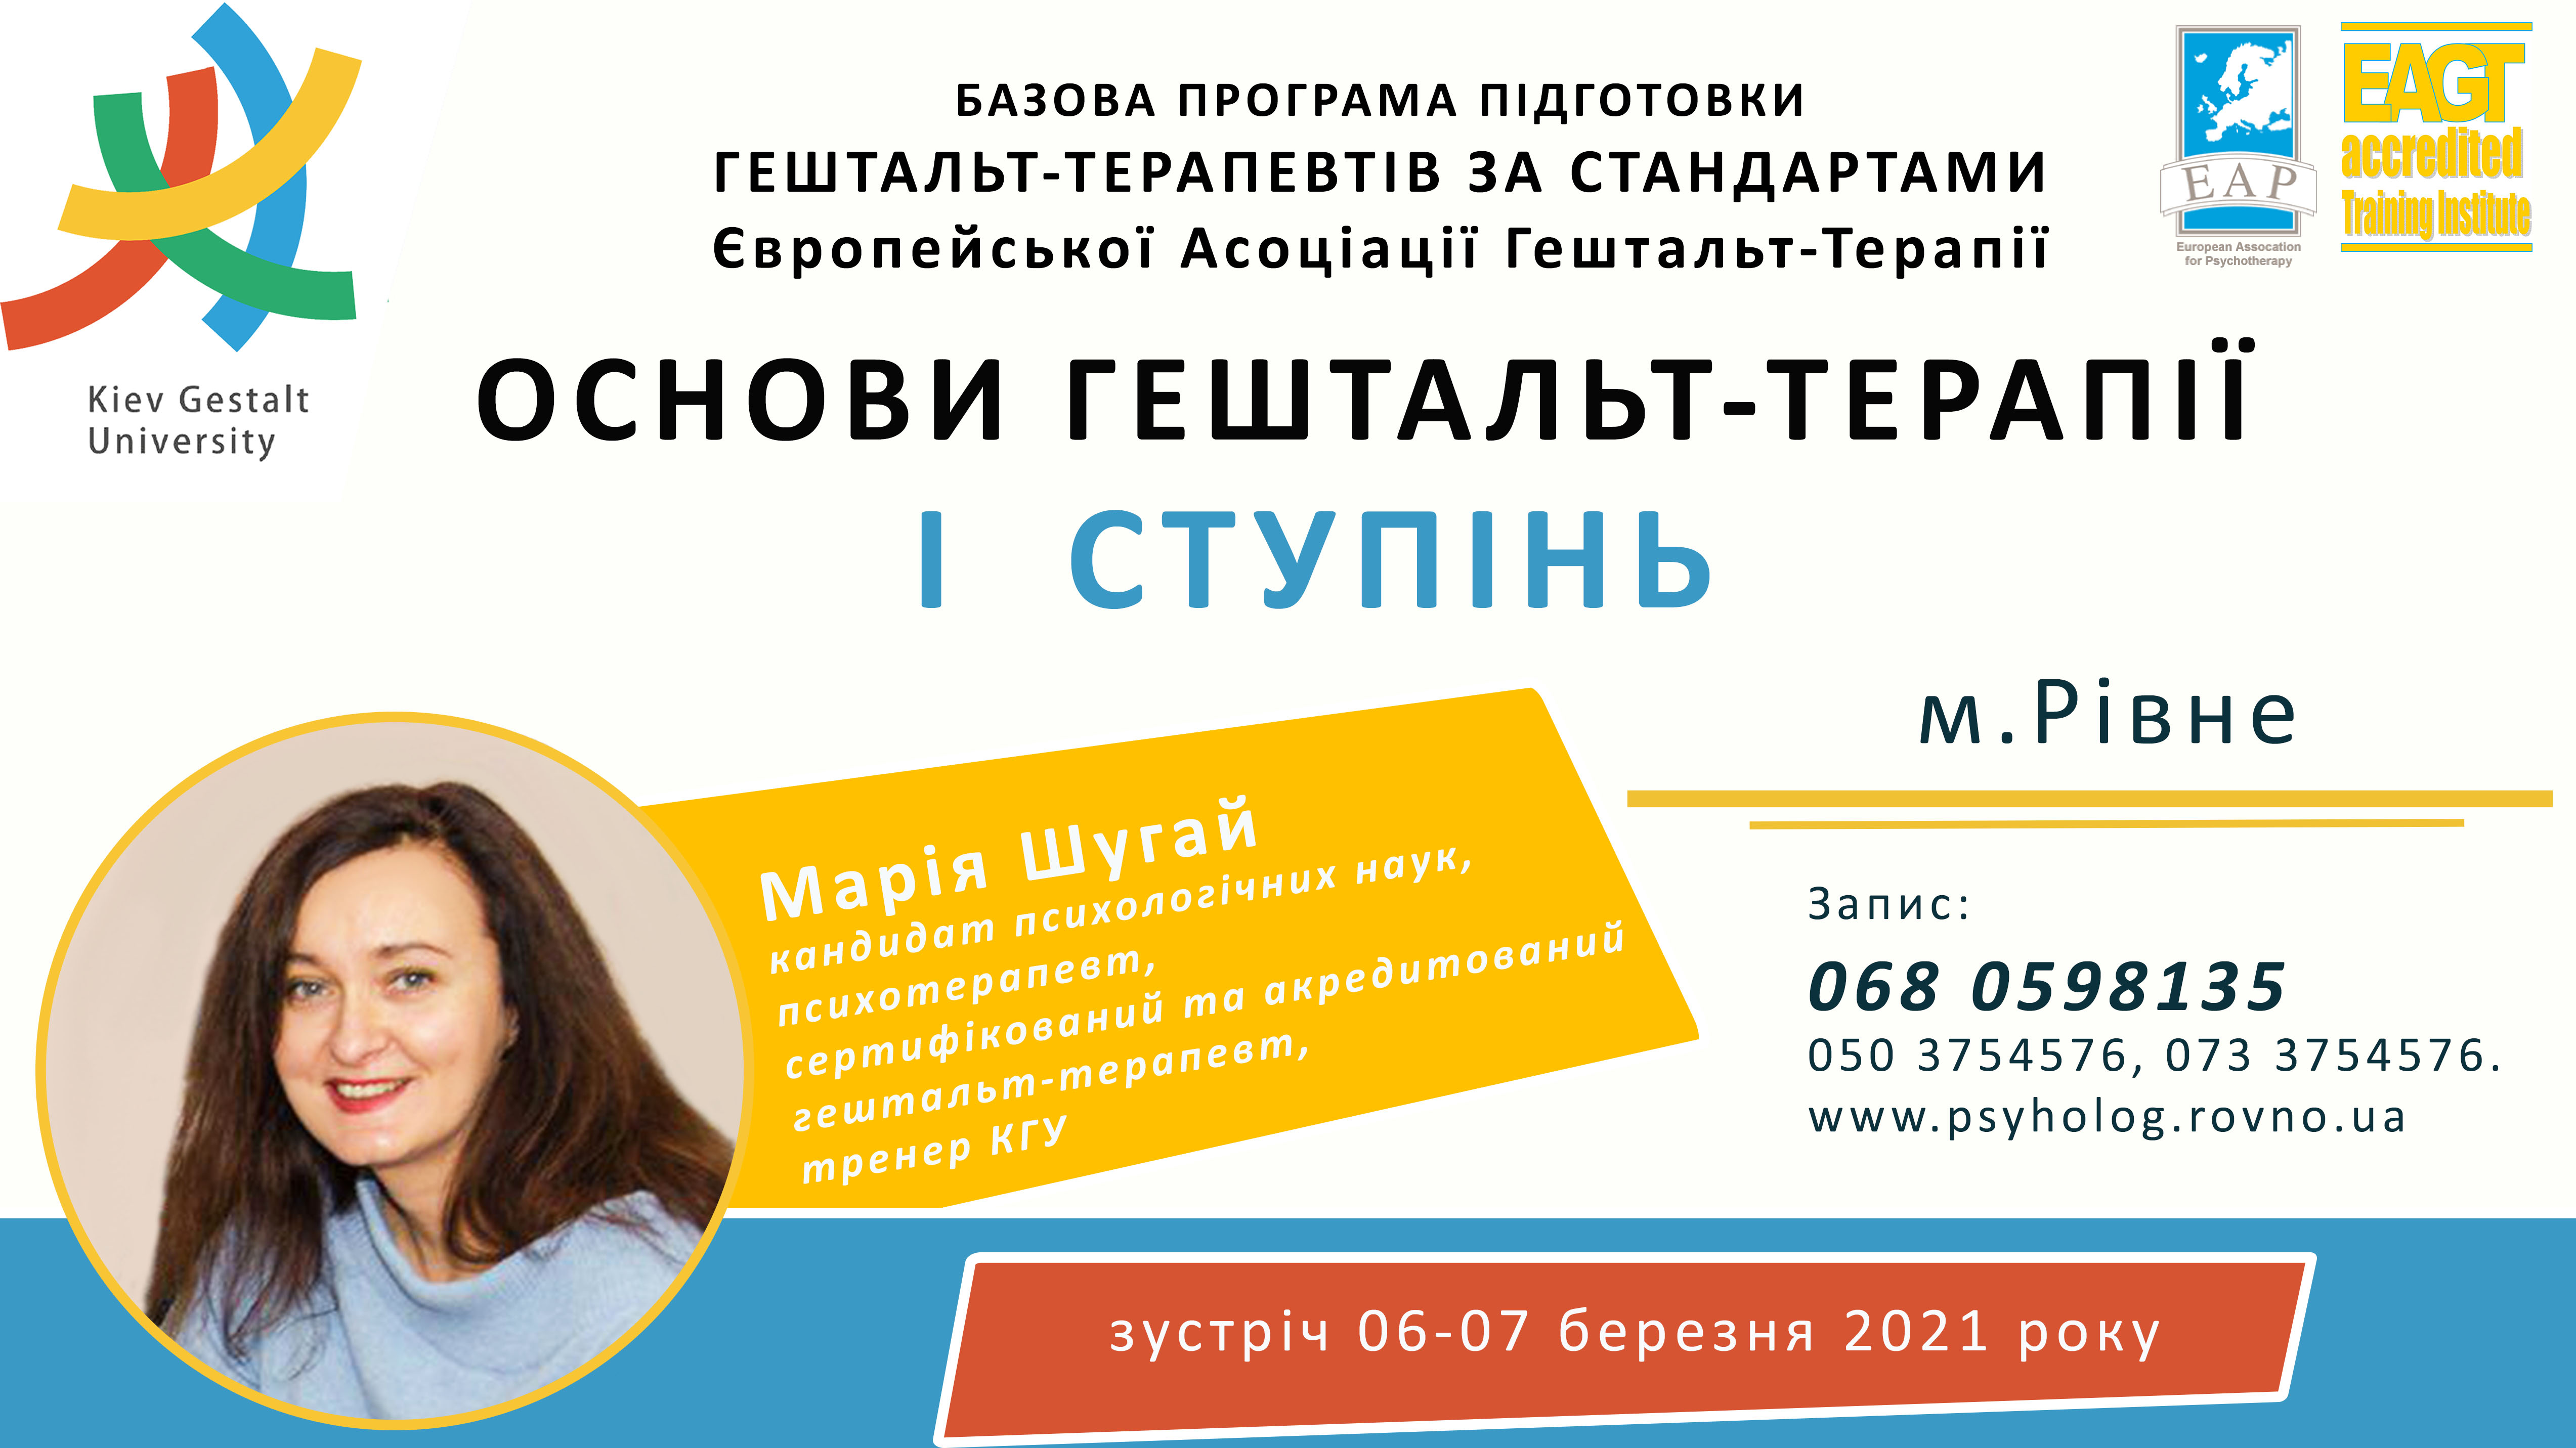 БАЗОВА ПРОГРАМА ПІДГОТОВКИ
ГЕШТАЛЬТ-ТЕРАПЕВТІВ ЗА СТАНДАРТАМИ
Європейської Асоціації Гештальт-Терапії
EAP
European Assocation
for Psychotherapy
EAGT
accredited
Training Institute
Kiev Gestalt
University
ОСНОВИ ГЕШТАЛЬТ-ТЕРАПІЇ
І СТУПІНЬ
м.Рівне
Марія Шугай
кандидат психологічних наук,
психотерапевт,
сертифікований та акредитований
гештальт-терапевт,
тренер КГУ
Запис:
068 0598135
050 3754576, 073 3754576.
www.psyholog.rovno.ua
зустріч 06-07 березня 2021 року